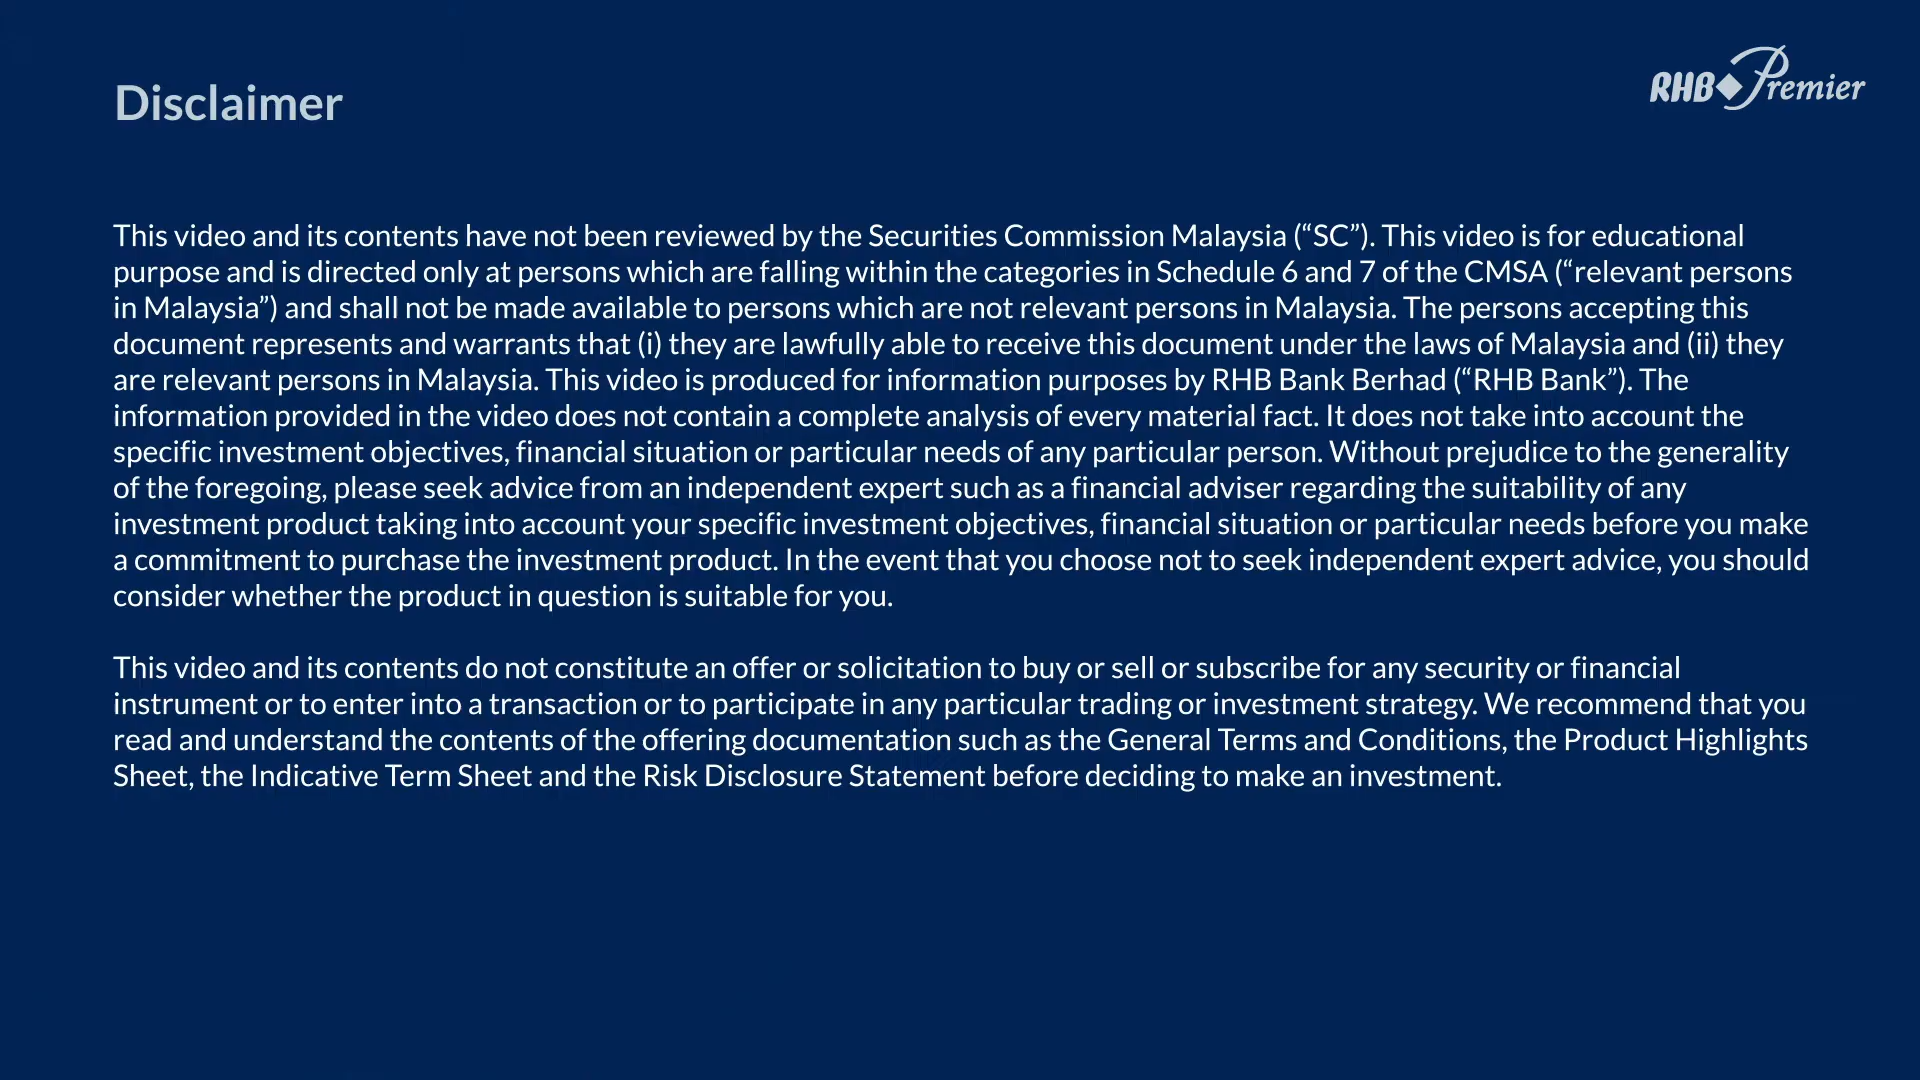 Disclaimer
RHB Premier
This video and its contents have not been reviewed by the Securities Commission Malaysia (“SC”). This video is for educational
purpose and is directed only at persons which are falling within the categories in Schedule 6 and 7 of the CMSA (“relevant persons
in Malaysia”) and shall not be made available to persons which are not relevant persons in Malaysia. The persons accepting this
document represents and warrants that (i) they are lawfully able to receive this document under the laws of Malaysia and (ii) they
are relevant persons in Malaysia. This video is produced for information purposes by RHB Bank Berhad (“RHB Bank”). The
information provided in the video does not contain a complete analysis of every material fact. It does not take into account the
specific investment objectives, financial situation or particular needs of any particular person. Without prejudice to the generality
of the foregoing, please seek advice from an independent expert such as a financial adviser regarding the suitability of any
investment product taking into account your specific investment objectives, financial situation or particular needs before you make
a commitment to purchase the investment product. In the event that you choose not to seek independent expert advice, you should
consider whether the product in question is suitable for you.
This video and its contents do not constitute an offer or solicitation to buy or sell or subscribe for any security or financial
instrument or to enter into a transaction or to participate in any particular trading or investment strategy. We recommend that you
read and understand the contents of the offering documentation such as the General Terms and Conditions, the Product Highlights
Sheet, the Indicative Term Sheet and the Risk Disclosure Statement before deciding to make an investment.